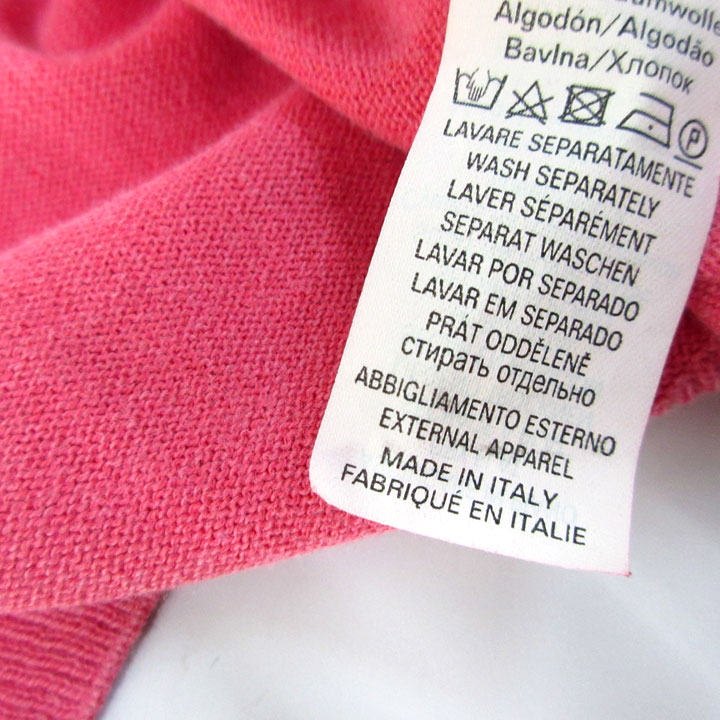 Algodón/Algodão
Bavlna/Хлопок
P
LAVARE SEPARATAMENTE
WASH SEPARATELY
LAVER SÉPARÉMENT
SEPARAT WASCHEN
LAVAR POR SEPARADO
LAVAR EM SEPARADO
PRÁT ODDĚLENĚ
стирать отдельно
ABBIGLIAMENTO ESTERNO
EXTERNAL APPAREL
MADE IN ITALY
FABRIQUÉ EN ITALIE